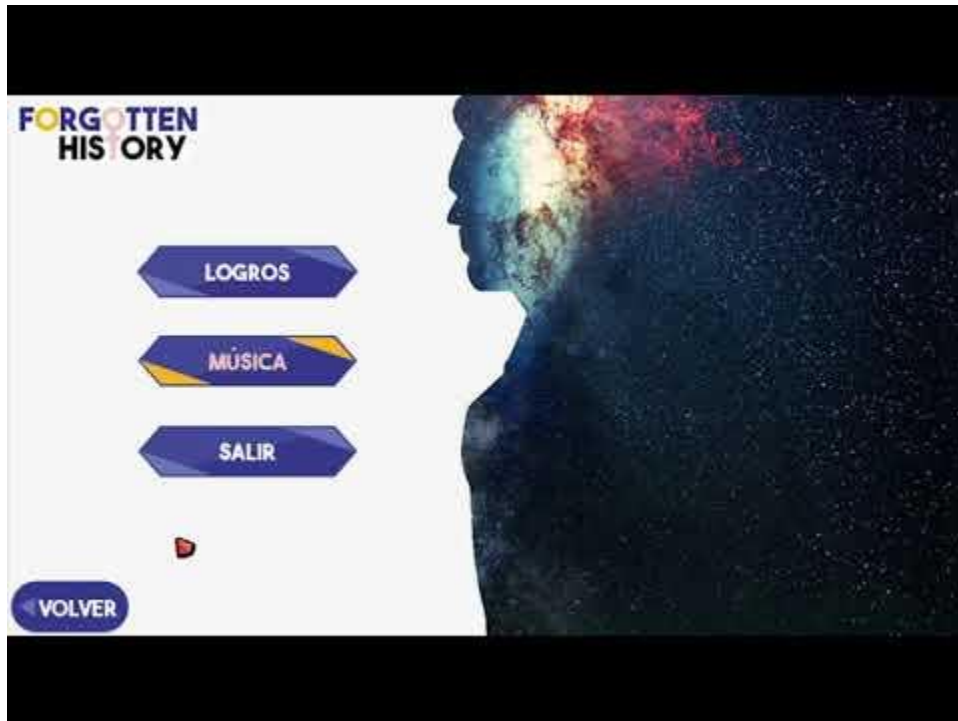 FORGOTTEN
HISTORY
LOGROS
MÚSICA
SALIR
VOLVER